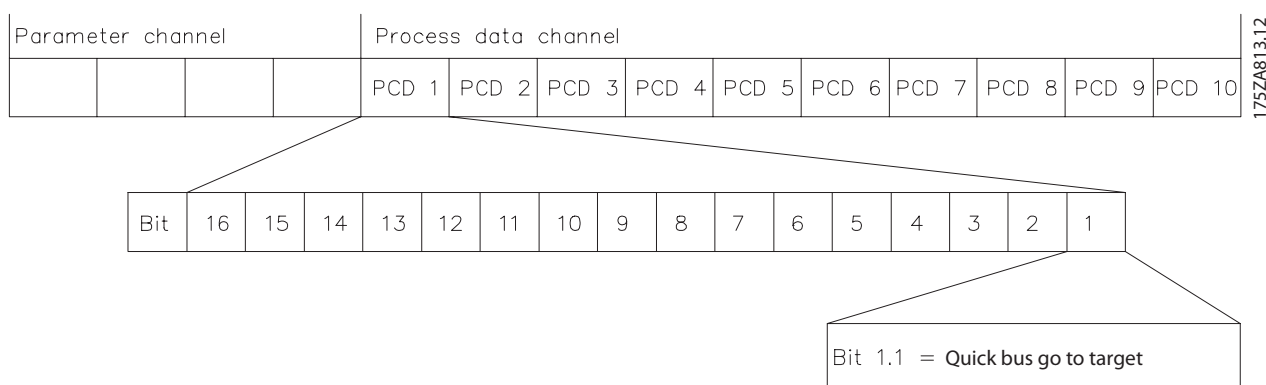 Parameter channel Process data channel
PCD 1 PCD 2 PCD 3 PCD 4 PCD 5 PCD 6 PCD 7 PCD 8 PCD 9 PCD 10
175ZA813.12
Bit 16 15 14 13 12 11 10 9 8 7 6 5 4 3 2 1
Bit 1.1 = Quick bus go to target